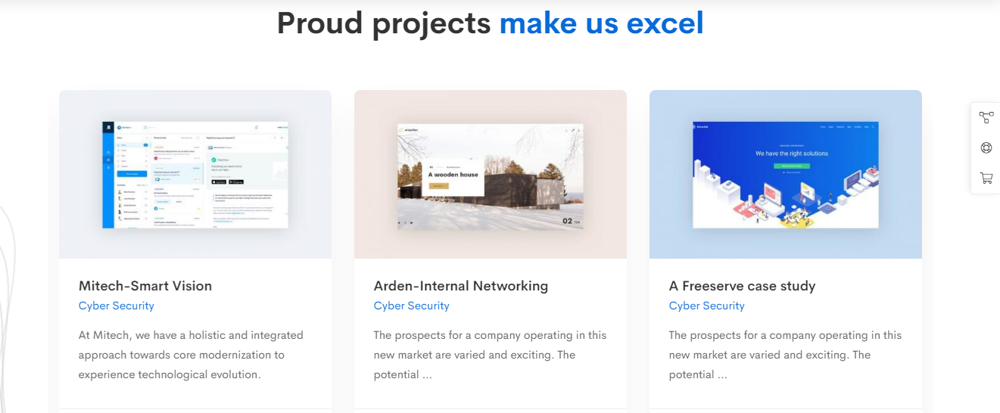 Proud projects make us excel
A wooden house
02 /04
We have the right solutions
Mitech-Smart Vision
Cyber Security
At Mitech, we have a holistic and integrated
approach towards core modernization to
experience technological evolution.
Arden-Internal Networking
Cyber Security
The prospects for a company operating in this
new market are varied and exciting. The
potential ...
A Freeserve case study
Cyber Security
The prospects for a company operating in this
new market are varied and exciting. The
potential ...